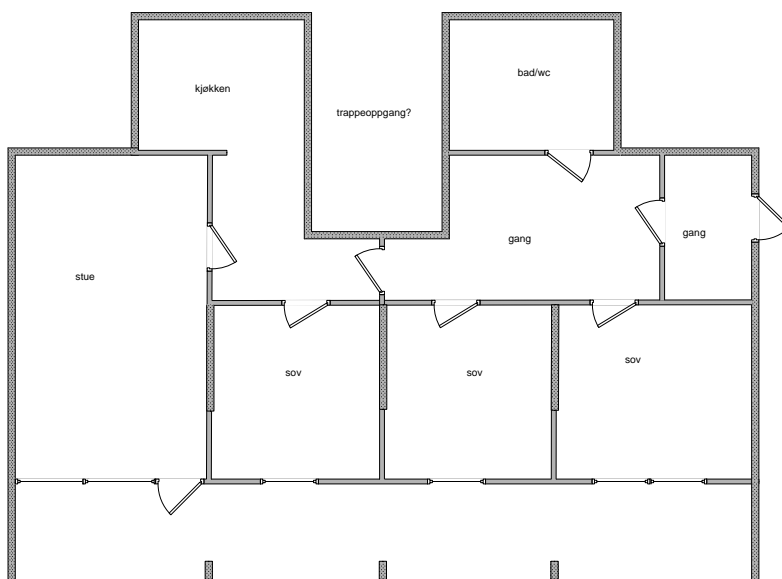 bad/wc
kjøkken
trappeoppgang?
gang
gang
stue
sov
sov
sov